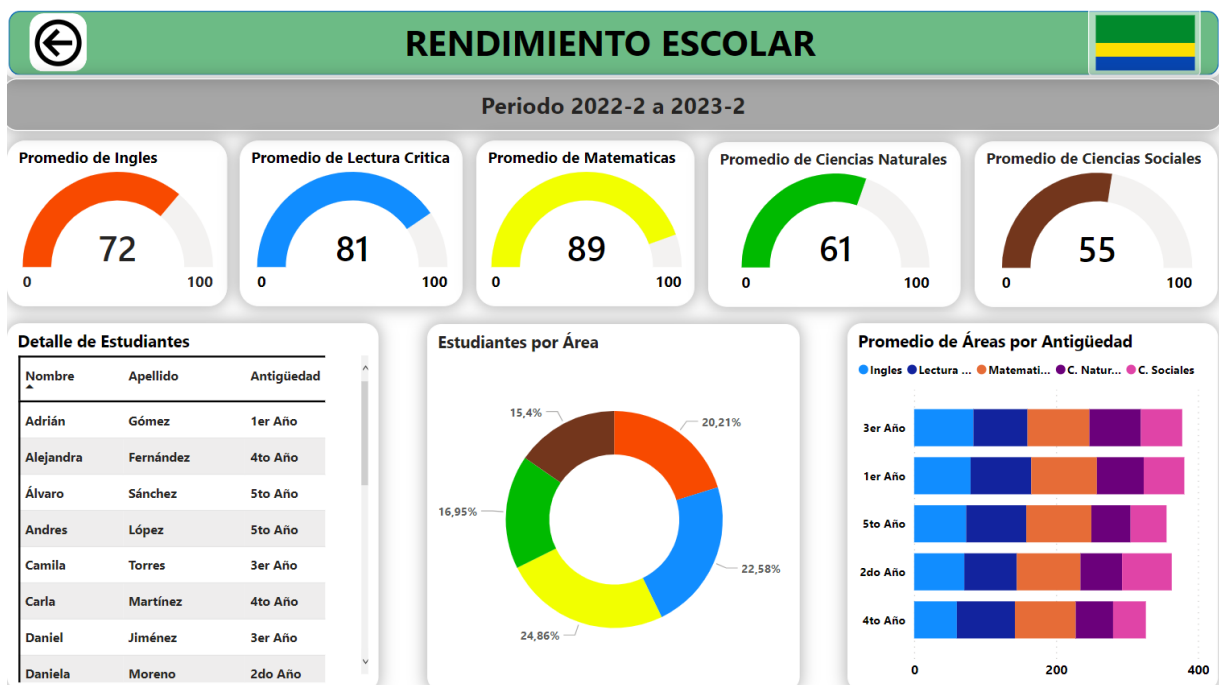 RENDIMIENTO ESCOLAR
Periodo 2022-2 a 2023-2
Promedio de Ingles
72
0 100
Promedio de Lectura Critica
81
0 100
Promedio de Matematicas
89
0 100
Promedio de Ciencias Naturales
61
0 100
Promedio de Ciencias Sociales
55
0 100
Detalle de Estudiantes
Nombre Apellido Antigüedad
Adrián Gómez 1er Año
Alejandra Fernández 4to Año
Álvaro Sánchez 5to Año
Andres López 5to Año
Camila Torres 3er Año
Carla Martínez 4to Año
Daniel Jiménez 3er Año
Daniela Moreno 2do Año
Estudiantes por Área
15,4%
20,21%
16,95%
22,58%
24,86%
Promedio de Áreas por Antigüedad
Ingles Lectura ... Matemati... C. Natur... C. Sociales
3er Año
1er Año
5to Año
2do Año
4to Año
0 200 400